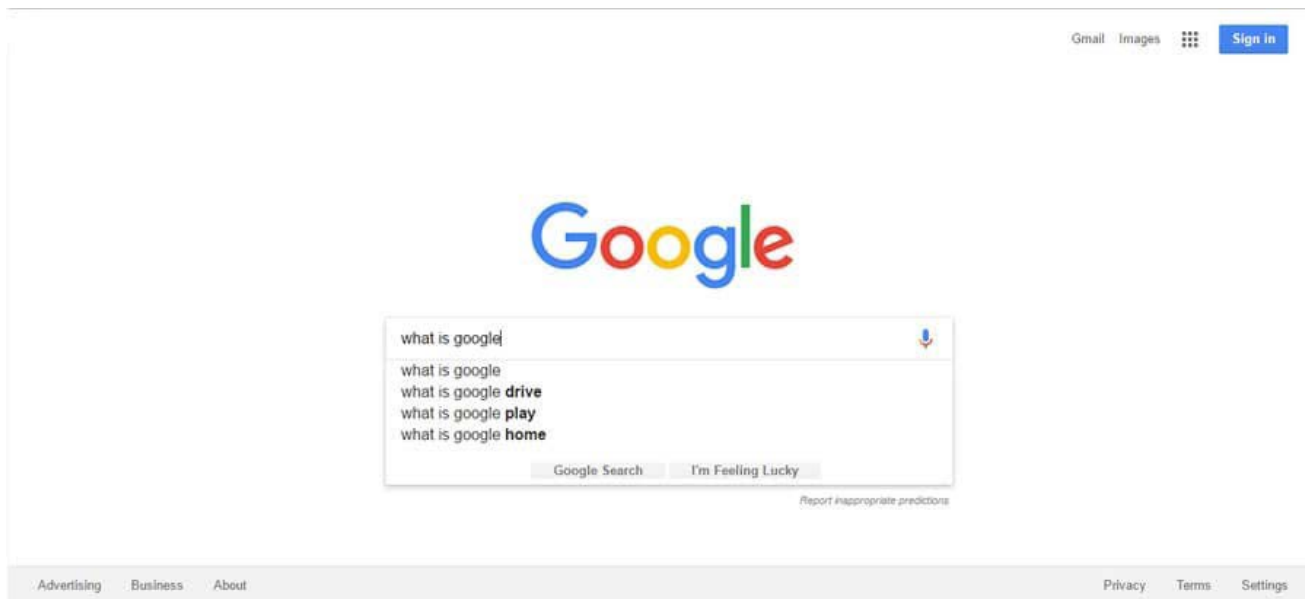 Gmail Images Sign in
Google
what is google
what is google
what is google drive
what is google play
what is google home
Google Search I'm Feeling Lucky
Report inappropriate predictions
Advertising Business About Privacy Terms Settings